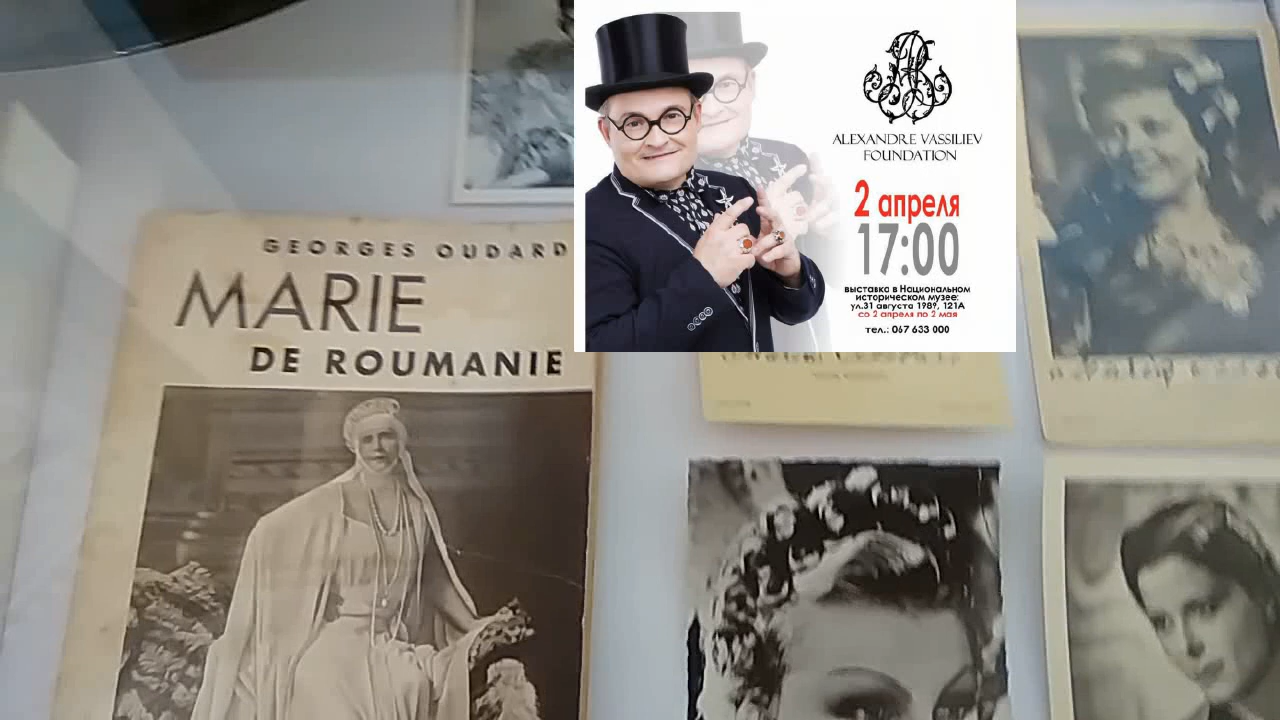 GEORGES OUDARD
MARIE
DE ROUMANIE
ALEXANDRE VASSILIEV
FOUNDATION
2 апреля
17:00
выставка в Национальном
историческом музее:
ул.31 августа 1989, 121А
со 2 апреля по 2 мая
тел.: 067 633 000